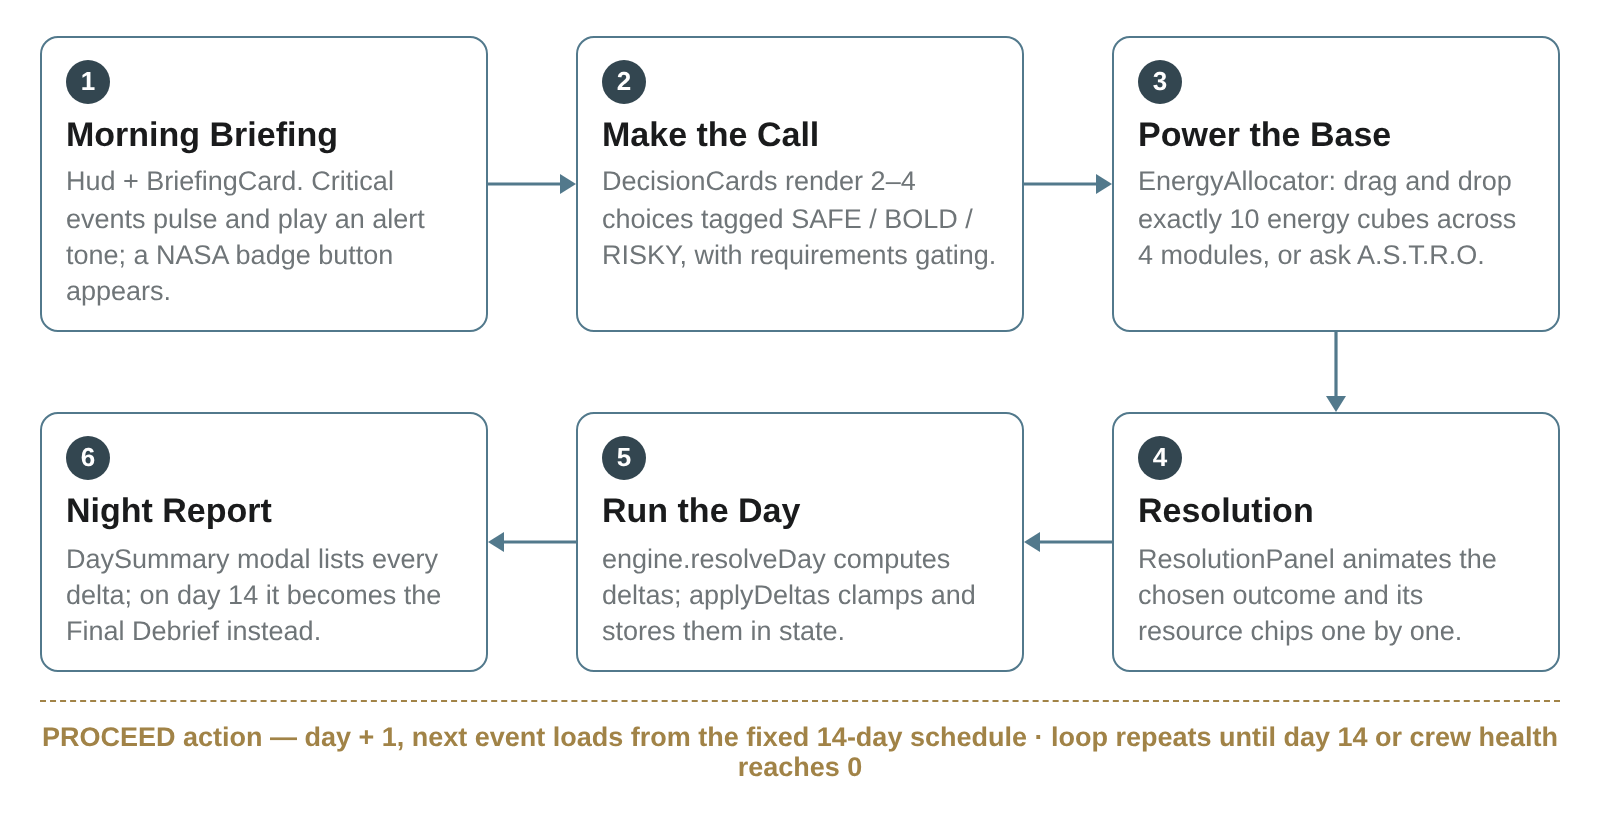 1
Morning Briefing
Hud + BriefingCard. Critical
events pulse and play an alert
tone; a NASA badge button
appears.
2
Make the Call
DecisionCards render 2–4
choices tagged SAFE / BOLD /
RISKY, with requirements gating.
3
Power the Base
EnergyAllocator: drag and drop
exactly 10 energy cubes across
4 modules, or ask A.S.T.R.O.
4
Resolution
ResolutionPanel animates the
chosen outcome and its
resource chips one by one.
5
Run the Day
engine.resolveDay computes
deltas; applyDeltas clamps and
stores them in state.
6
Night Report
DaySummary modal lists every
delta; on day 14 it becomes the
Final Debrief instead.
PROCEED action — day + 1, next event loads from the fixed 14-day schedule · loop repeats until day 14 or crew health
reaches 0